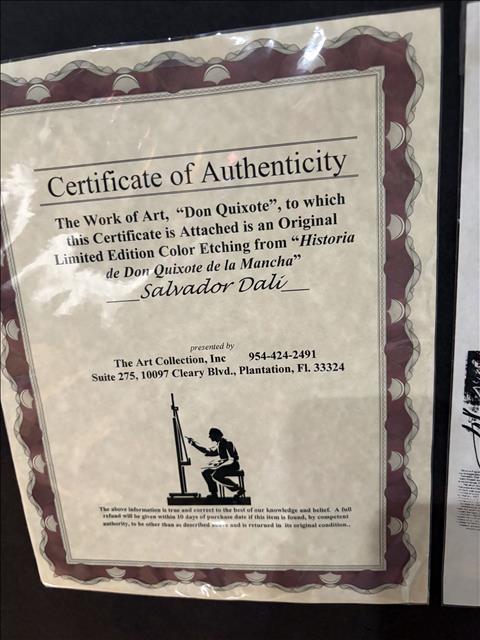 Certificate of Authenticity
The Work of Art, “Don Quixote”, to which
this Certificate is Attached is an Original
Limited Edition Color Etching from “Historia
de Don Quixote de la Mancha”
___Salvador Dali___
presented by
The Art Collection, Inc 954-424-2491
Suite 275, 10097 Cleary Blvd., Plantation, Fl. 33324
The above information is true and correct to the best of our knowledge and belief. A full
refund will be given within 10 days of purchase date if this item is found, by competent
authority, to be other than as described above and is returned in its original condition..